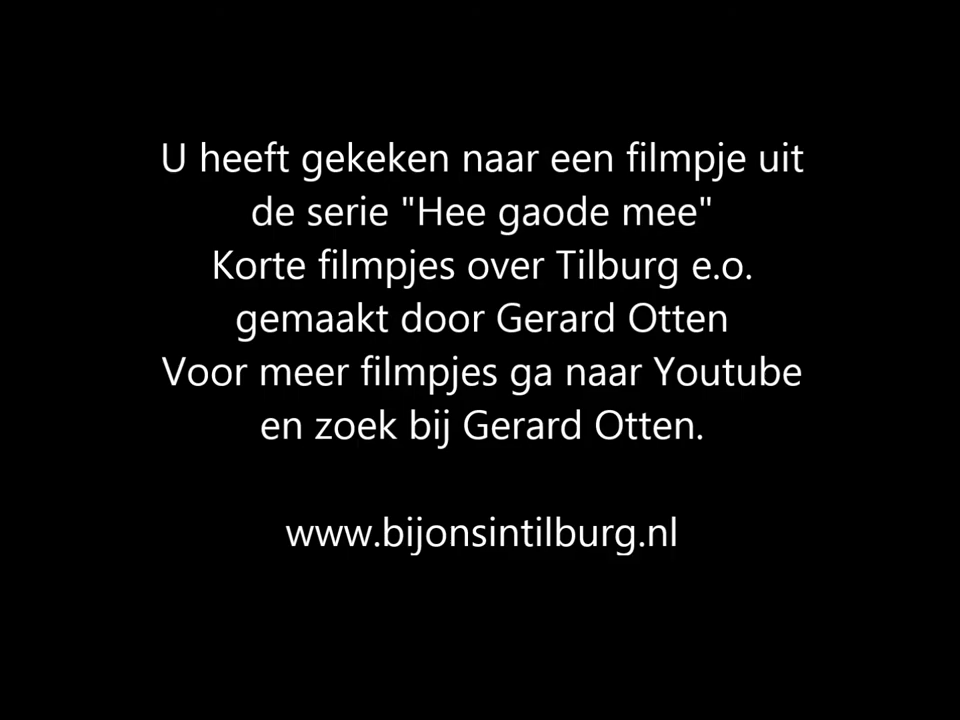 U heeft gekeken naar een filmpje uit
de serie "Hee gaode mee"
Korte filmpjes over Tilburg e.o.
gemaakt door Gerard Otten
Voor meer filmpjes ga naar Youtube
en zoek bij Gerard Otten.
www.bijonsintilburg.nl